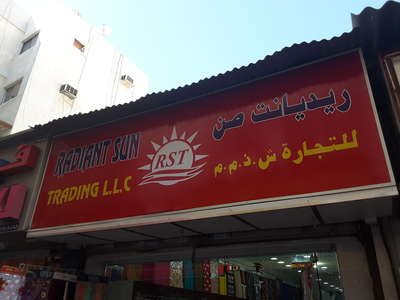 RADIANT SUN
TRADING L.L.C
RST
ريديانت صن
للتجارة ش.ذ.م.م